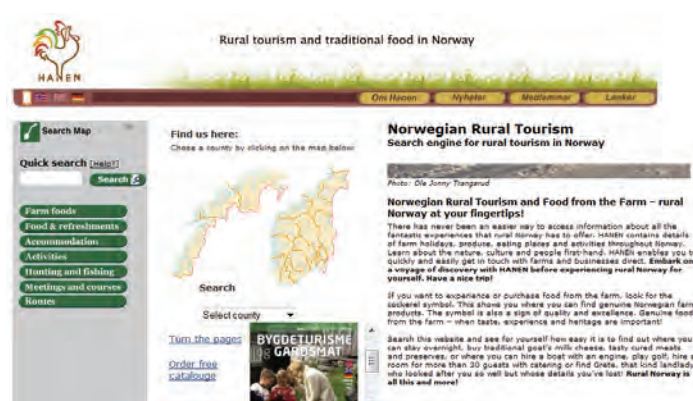 Rural tourism and traditional food in Norway
HANEN
Om Hanen
Nyheter
Medlemmer
Lenker
Search Map
Quick search [Help?]
Search
Farm foods
Food & refreshments
Accommodation
Activities
Hunting and fishing
Meetings and courses
Routes
Find us here:
Chose a county by clicking on the map below
Search
Select county
Turn the pages
Order free
catalouge
BYGDETURISME
og GARDSMAT
Norwegian Rural Tourism
Search engine for rural tourism in Norway
Photo: Ole Jonny Trangsrud
Norwegian Rural Tourism and Food from the Farm – rural
Norway at your fingertips!
There has never been an easier way to access information about all the
fantastic experiences that rural Norway has to offer. HANEN contains details
of farm holidays, produce, eating places and activities throughout Norway.
Learn about the nature, culture and people first-hand. HANEN enables you t
quickly and easily get in touch with farms and businesses direct. Embark on
a voyage of discovery with HANEN before experiencing rural Norway for
yourself. Have a nice trip!
If you want to experience or purchase food from the farm, look for the
cockerel symbol. This shows you where you can find genuine Norwegian farm
products. The symbol is also a sign of quality and excellence. Genuine food
from the farm – when taste, experience and heritage are important!
Search this website and see for yourself how easy it is to find out where you
can stay overnight, buy traditional goat's milk cheese, tasty cured meats
and preserves, or where you can hire a boat with an engine, play golf, hire a
room for more than 30 guests with catering or find Grete, that kind landlady
who looked after you so well but whose details you've lost! Rural Norway is
all this and more!